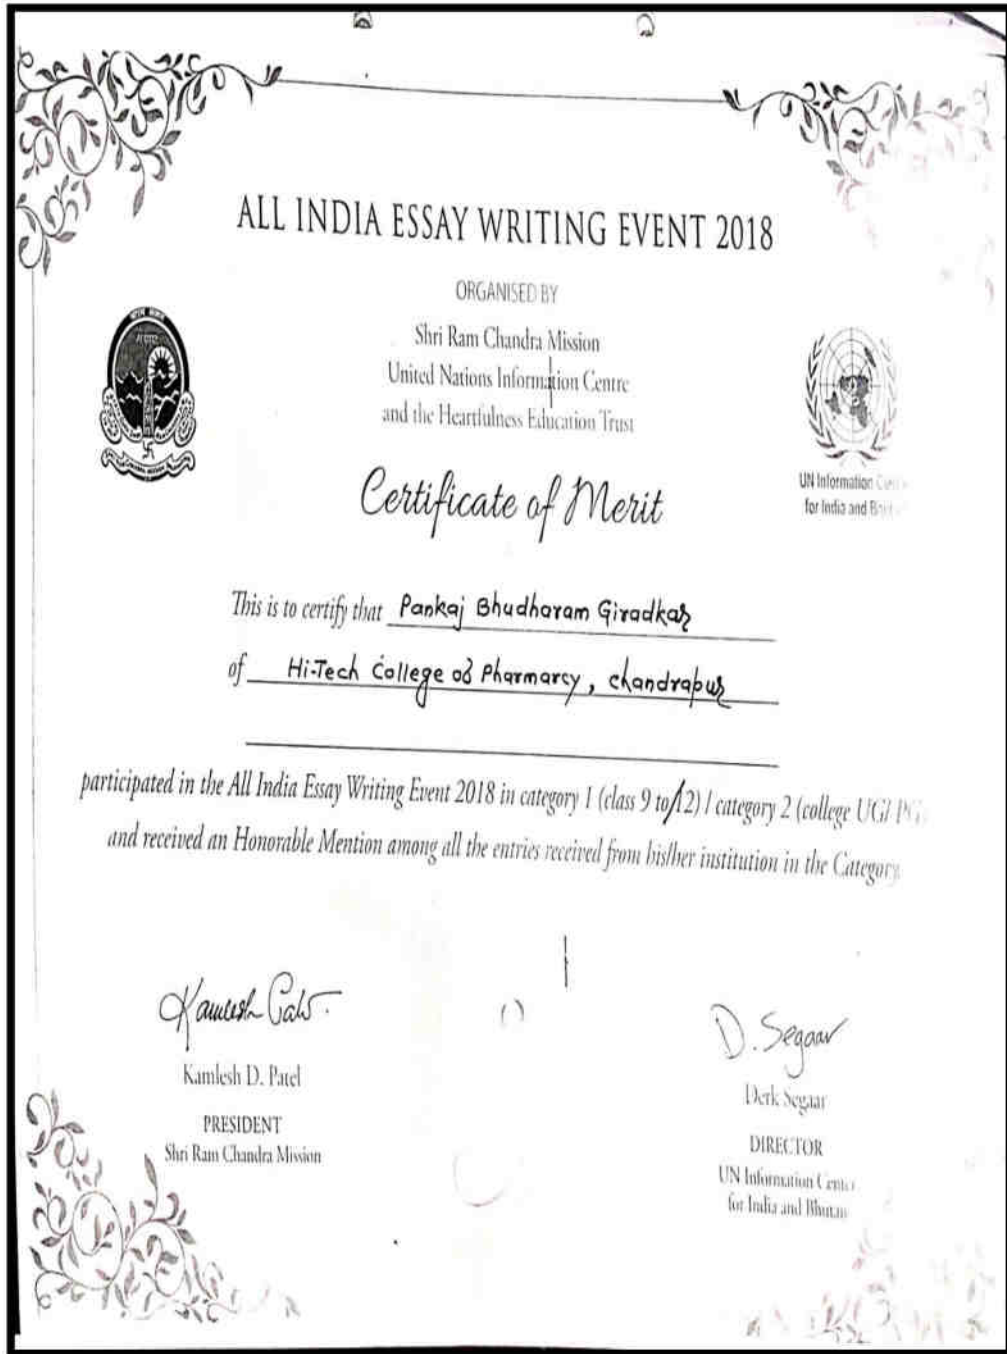 ALL INDIA ESSAY WRITING EVENT 2018
ORGANISED BY
Shri Ram Chandra Mission
United Nations Information Centre
and the Heartfulness Education Trust
UN Information
for India and
Certificate of Merit
This is to certify that Pankaj Bhudharam Giradkar
of Hi-Tech College of Pharmarcy, chandrapur
participated in the All India Essay Writing Event 2018 in category 1 (class 9 to 12) / category 2 (college UG/ PG)
and received an Honorable Mention among all the entries received from his/her institution in the Category
Kamlesh D. Patel
PRESIDENT
Shri Ram Chandra Mission
D. Segaar
Derk Segaar
DIRECTOR
UN Information
for India and Bhutan